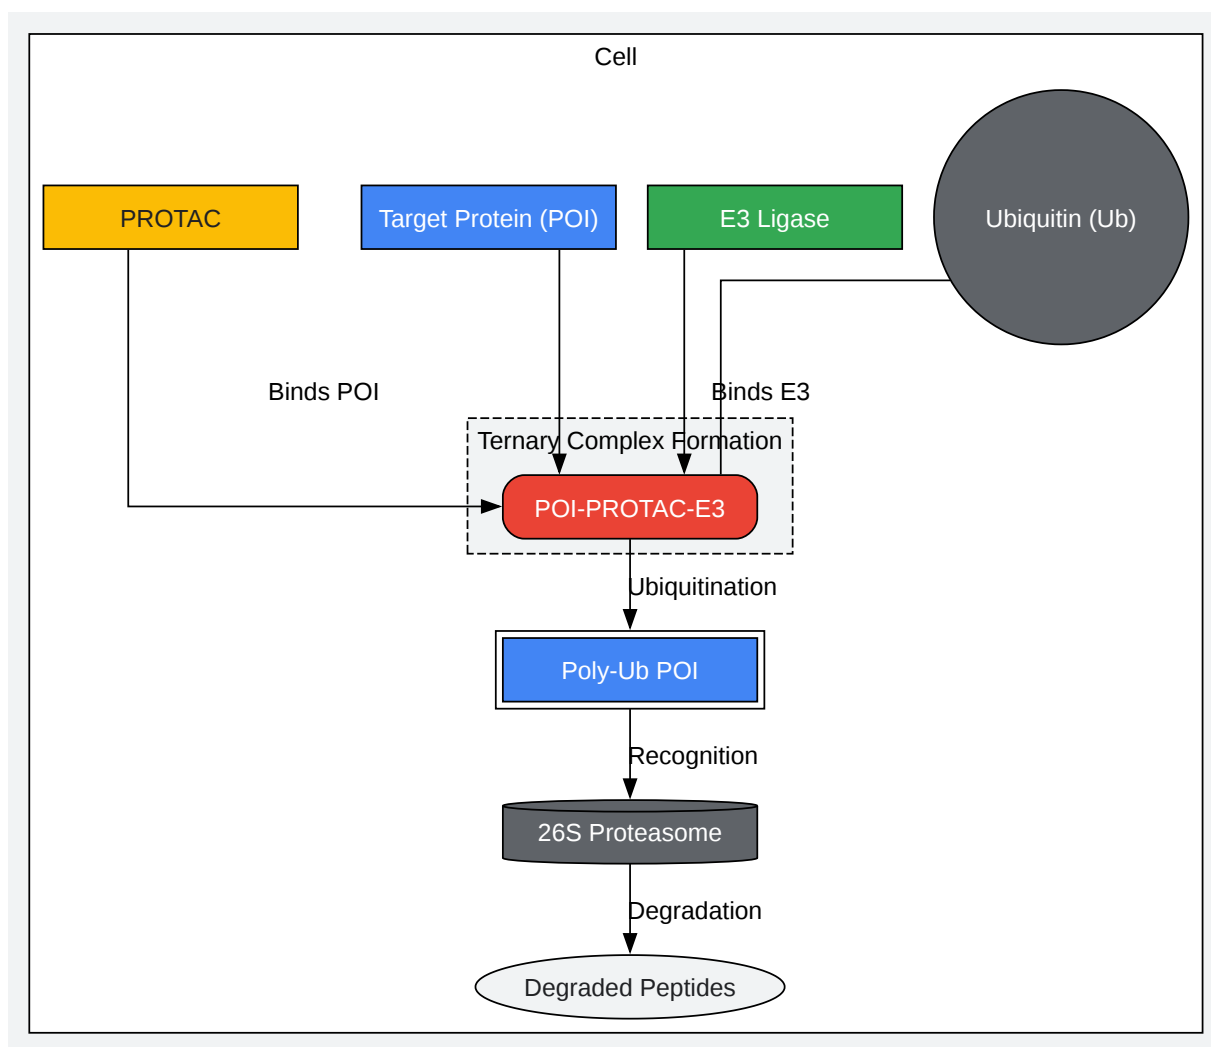 Cell
PROTAC
Target Protein (POI)
E3 Ligase
Ubiquitin (Ub)
Binds POI
Binds E3
Ternary Complex Formation
POI-PROTAC-E3
Ubiquitination
Poly-Ub POI
Recognition
26S Proteasome
Degradation
Degraded Peptides